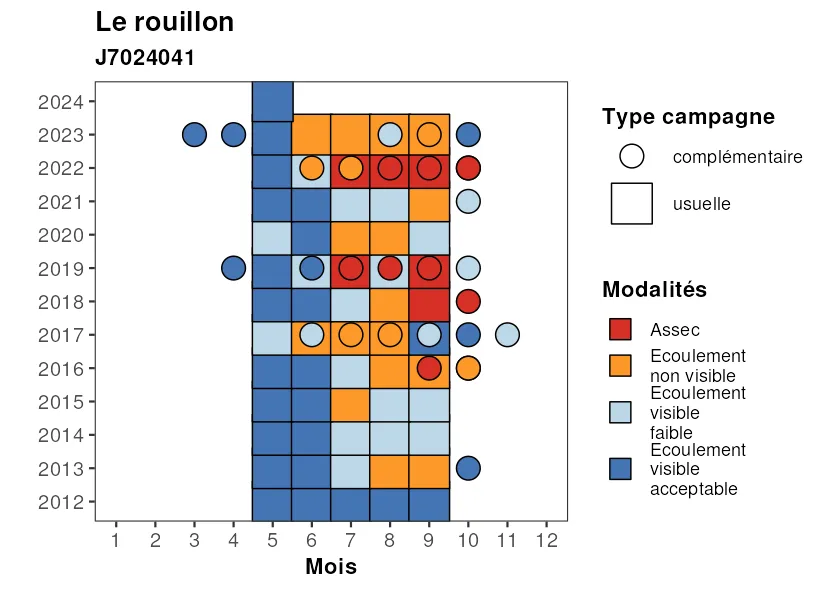 Le rouillon
J7024041
2024
2023
2022
2021
2020
2019
2018
2017
2016
2015
2014
2013
2012
1 2 3 4 5 6 7 8 9 10 11 12
Mois
Type campagne
complémentaire
usuelle
Modalités
Assec
Ecoulement
non visible
Ecoulement
visible
faible
Ecoulement
visible
acceptable